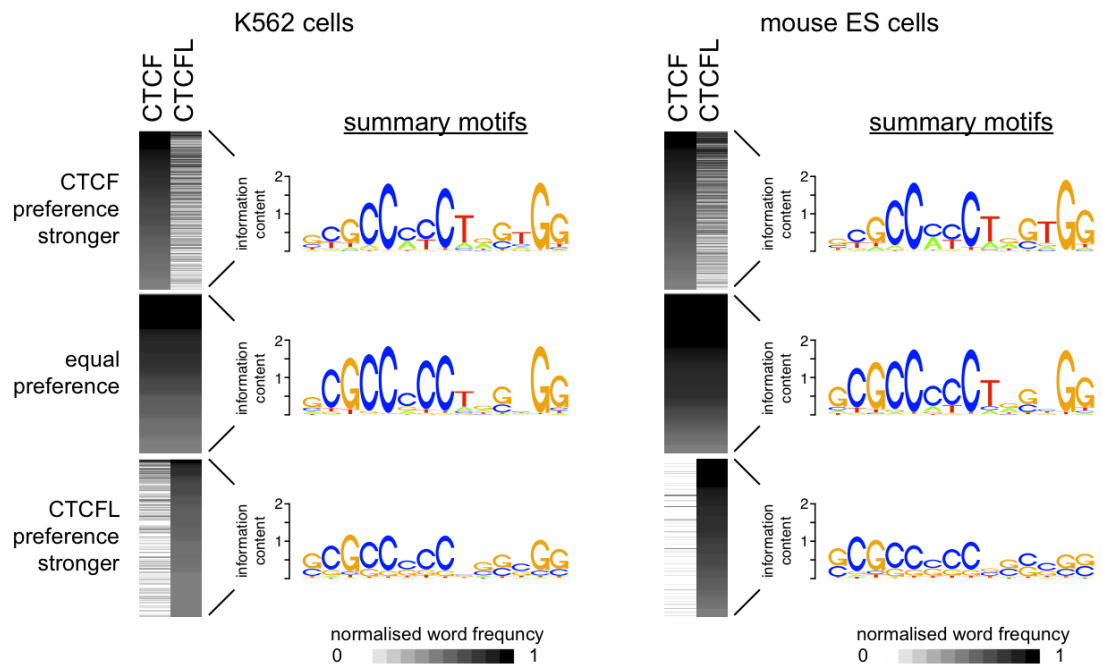 K562 cells
mouse ES cells
CTCF
CTCFL
CTCF
CTCFL
summary motifs
summary motifs
CTCF
preference
stronger
information
content
2
1
information
content
2
1
equal
preference
information
content
2
1
information
content
2
1
CTCFL
preference
stronger
information
content
2
1
information
content
2
1
normalised word frequncy
0
1
normalised word frequncy
0
1